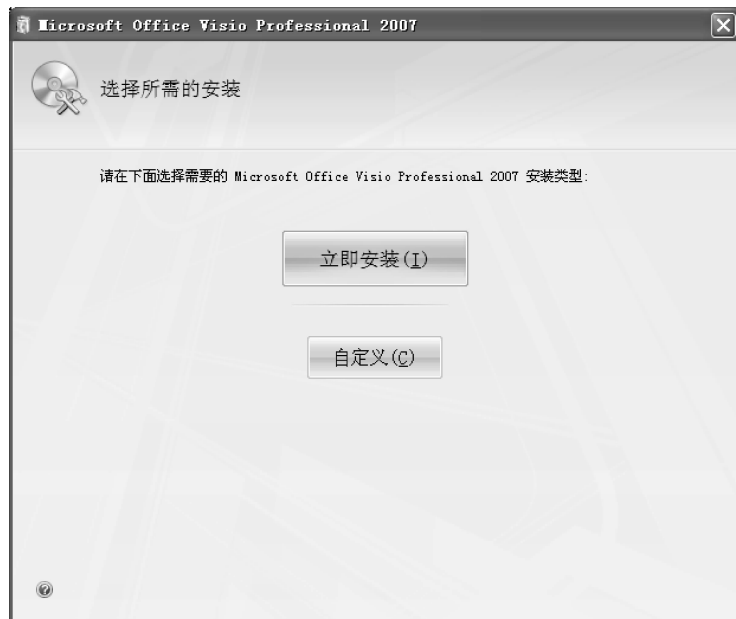 Microsoft Office Visio Professional 2007
选择所需的安装
请在下面选择需要的 Microsoft Office Visio Professional 2007 安装类型:
立即安装(I)
自定义(C)